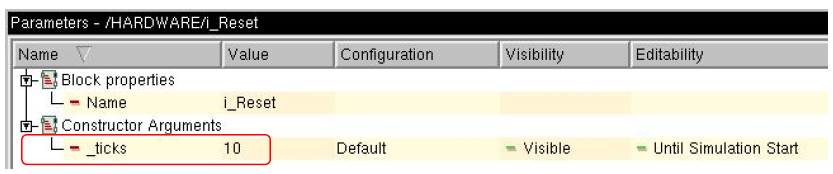 Parameters - /HARDWARE/i_Reset
Name Value Configuration Visibility Editability
Block properties
Name i_Reset
Constructor Arguments
_ticks 10 Default Visible Until Simulation Start